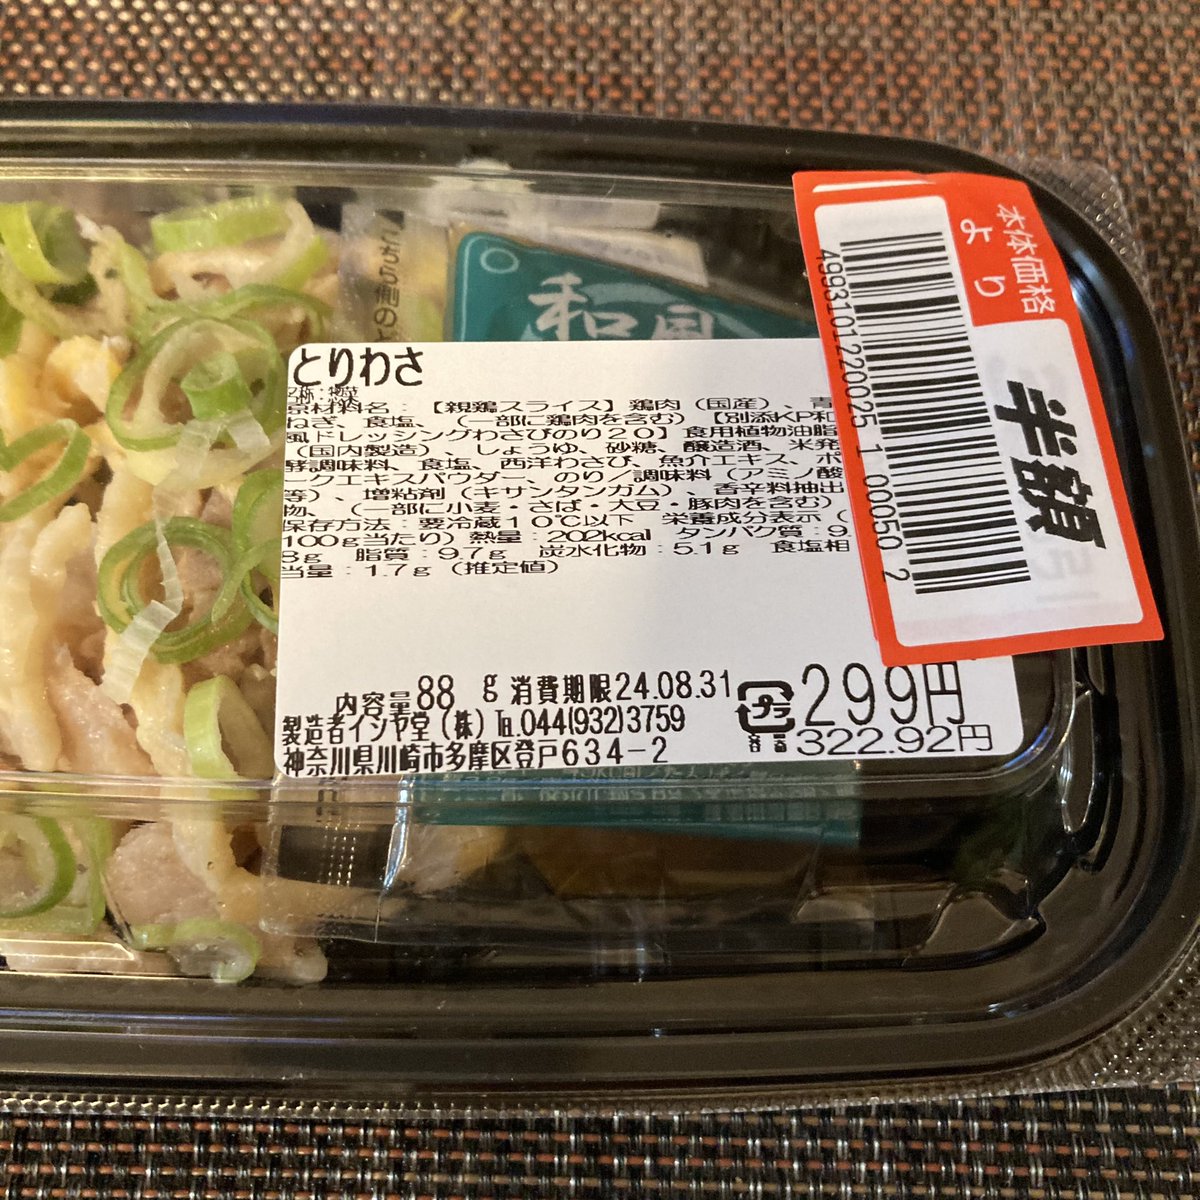 和風
とりわさ
名称：惣菜
原材料名：【親鶏スライス】鶏肉（国産）、青
ねぎ、食塩、（一部に鶏肉を含む）【別添KP和
風ドレッシングわさびのり２０】食用植物油脂
（国内製造）、しょうゆ、砂糖、醸造酒、米発
酵調味料、食塩、西洋わさび、魚介エキス、ポ
ークエキスパウダー、のり／調味料（アミノ酸
等）、増粘剤（キサンタンガム）、香辛料抽出
物、（一部に小麦・さば・大豆・豚肉を含む）
保存方法：要冷蔵１０℃以下　栄養成分表示（
100g当たり）熱量：202kcal　タンパク質：9.
8g　脂質：9.7g　炭水化物：5.1g　食塩相
当量：1.7g（推定値）
内容量88 g 消費期限24.08.31
製造者イシヤ堂（株）℡044(932)3759
神奈川県川崎市多摩区登戸634-2
プラ
299円
322.92円
本体価格
より
半額
4993101220025 1 00050 2